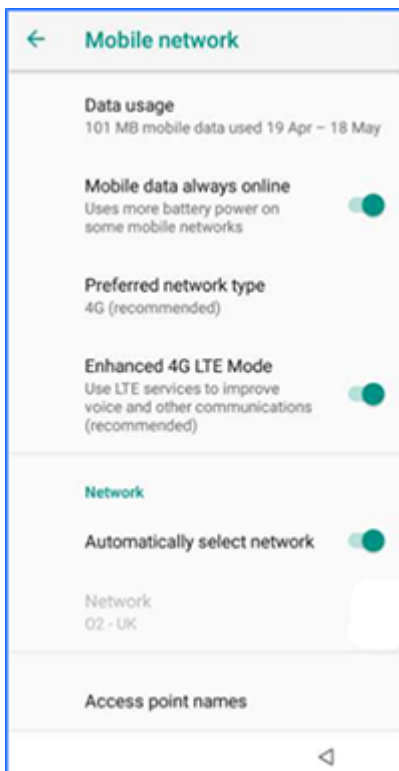 Mobile network
Data usage
101 MB mobile data used 19 Apr – 18 May
Mobile data always online
Uses more battery power on
some mobile networks
Preferred network type
4G (recommended)
Enhanced 4G LTE Mode
Use LTE services to improve
voice and other communications
(recommended)
Network
Automatically select network
Network
O2 - UK
Access point names